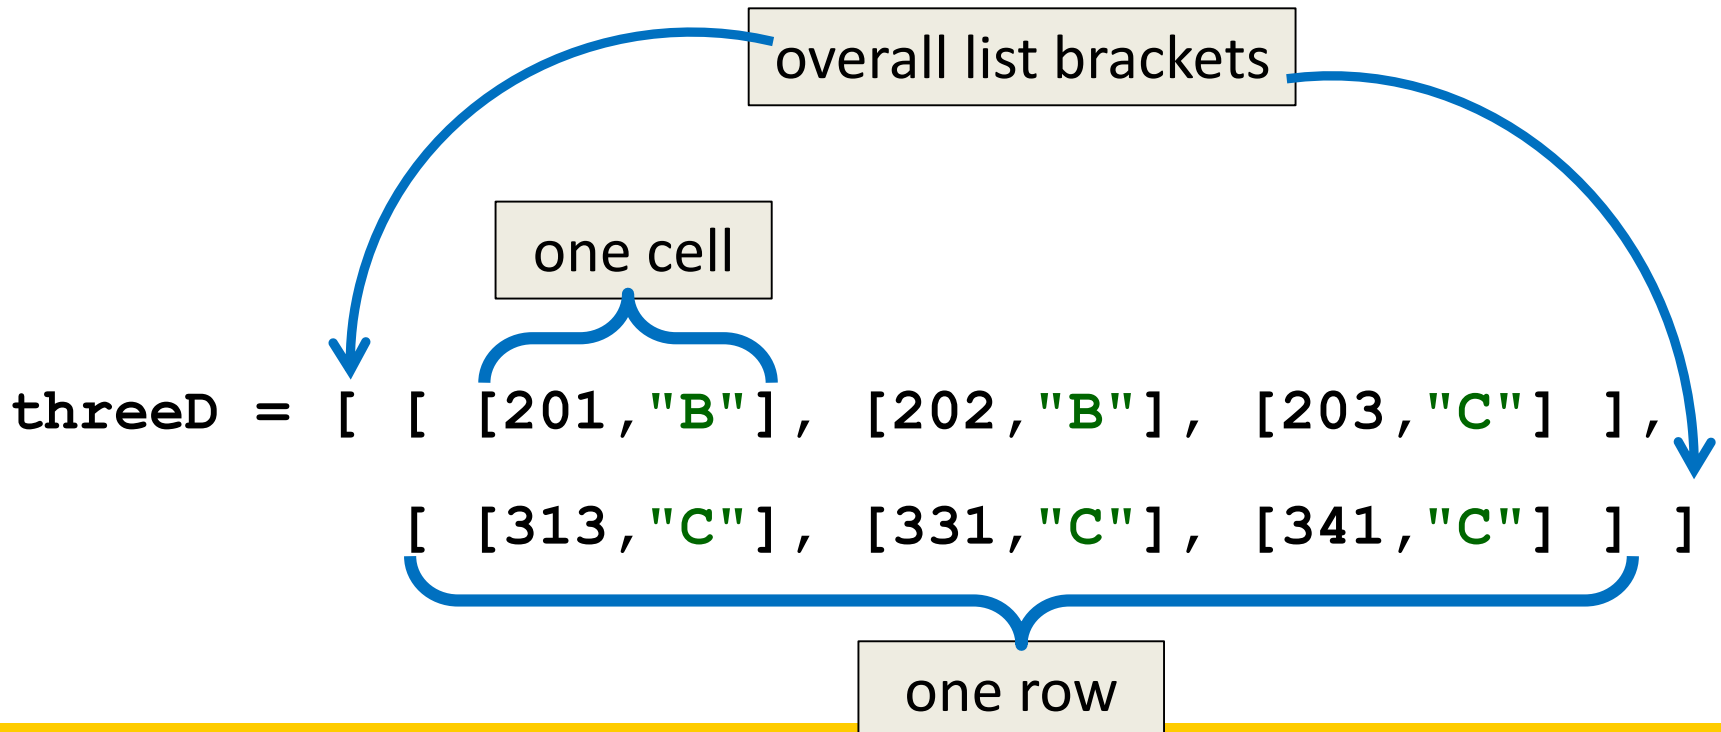 overall list brackets
one cell
threeD = [ [ [201,"B"], [202,"B"], [203,"C"] ],
[ [313,"C"], [331,"C"], [341,"C"] ] ]
one row